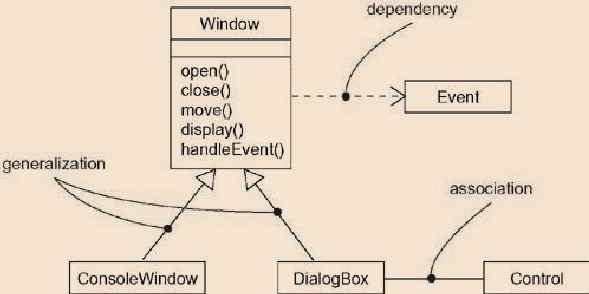 dependency
Window
open()
close()
move()
display()
handleEvent()
Event
generalization
association
ConsoleWindow
DialogBox
Control